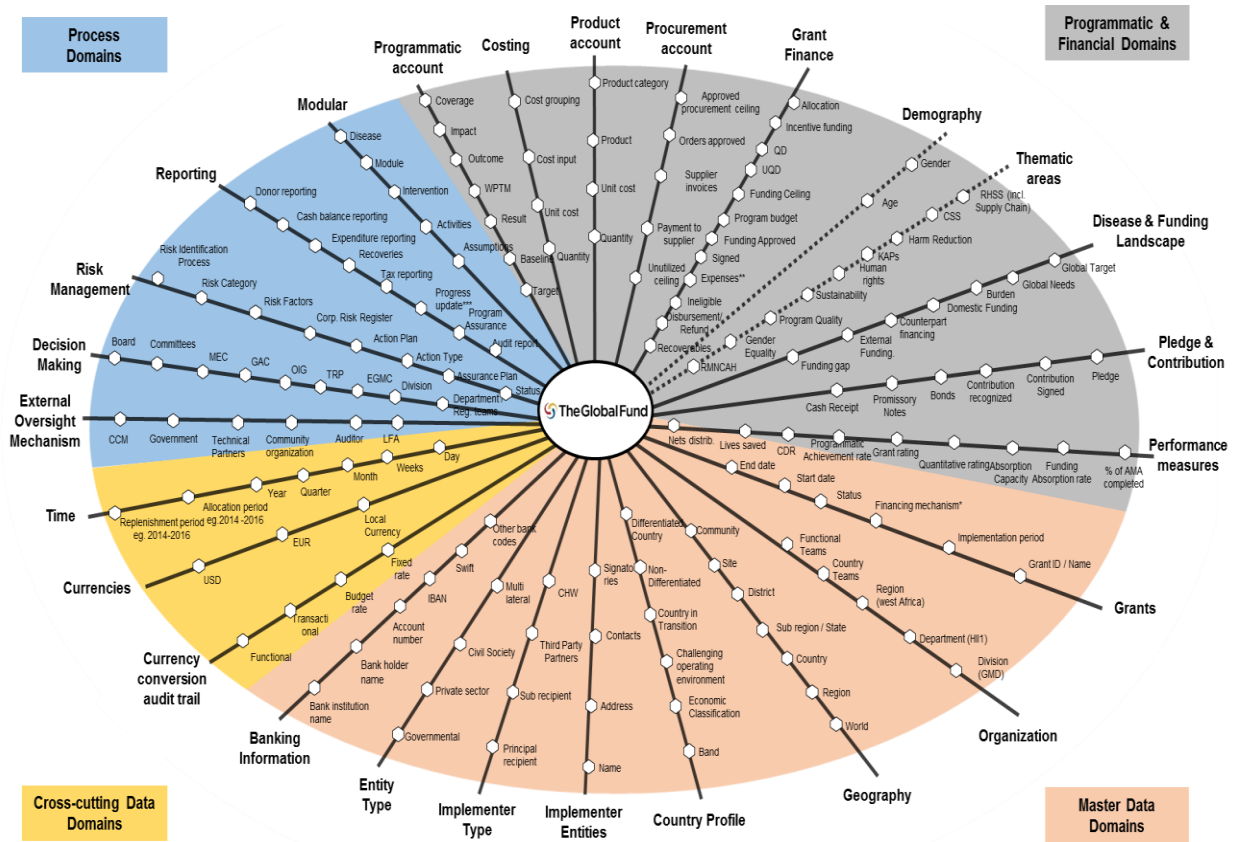 Process
Domains
Programmatic &
Financial Domains
Cross-cutting Data
Domains
Master Data
Domains
The Global Fund
Modular
Disease
Module
Intervention
Activities
Assumptions
Programmatic
account
Coverage
Impact
Outcome
WPTM
Result
Baseline
Target
Costing
Cost grouping
Cost input
Unit cost
Quantity
Product
account
Product category
Product
Unit cost
Quantity
Procurement
account
Approved
procurement ceiling
Orders approved
Supplier
invoices
Payment to
supplier
Unutilized
ceiling
Grant
Finance
Allocation
Incentive funding
QD
UQD
Funding Ceiling
Program budget
Funding Approved
Signed
Expenses**
Ineligible
Disbursement/
Refund
Recoverables
Demography
Gender
Age
Thematic
areas
RHSS (incl.
Supply Chain)
CSS
Harm Reduction
KAPs
Human
rights
Sustainability
Program Quality
Gender
Equality
RMNCAH
Disease & Funding
Landscape
Global Target
Global Needs
Burden
Domestic Funding
Counterpart
financing
External
Funding.
Funding gap
Pledge &
Contribution
Pledge
Contribution
Signed
Contribution
recognized
Bonds
Promissory
Notes
Cash Receipt
Performance
measures
Nets distrib.
Lives saved
CDR
Programmatic
Achievement rate
Grant rating
Quantitative rating
Absorption
Capacity
Funding
Absorption rate
% of AMA
completed
Grants
End date
Start date
Status
Financing mechanism*
Implementation period
Grant ID / Name
Organization
Functional
Teams
Country
Teams
Region
(west Africa)
Department (HI1)
Division
(GMD)
Geography
Community
Site
District
Sub region / State
Country
Region
World
Country Profile
Differentiated
Country
Non-
Differentiated
Country in
Transition
Challenging
operating
environment
Economic
Classification
Band
Implementer
Entities
Signato
ries
Contacts
Address
Name
Implementer
Type
CHW
Third Party
Partners
Sub recipient
Principal
recipient
Entity
Type
Multi
lateral
Civil Society
Private sector
Governmental
Banking
Information
Other bank
codes
Swift
IBAN
Account
number
Bank holder
name
Bank institution
name
Currency
conversion
audit trail
Fixed
rate
Budget
rate
Transacti
onal
Functional
Currencies
Local
Currency
EUR
USD
Time
Day
Weeks
Month
Quarter
Year
Allocation period
eg.2014 -2016
Replenishment period
eg. 2014-2016
External
Oversight
Mechanism
CCM
Government
Technical
Partners
Community
organization
Auditor
LFA
Decision
Making
Board
Committees
MEC
GAC
OIG
TRP
EGMC
Division
Department /
Reg. teams
Risk
Management
Risk Identification
Process
Risk Category
Risk Factors
Corp. Risk Register
Action Plan
Action Type
Assurance Plan
Status
Reporting
Donor reporting
Cash balance reporting
Expenditure reporting
Recoveries
Tax reporting
Progress
update***
Program
Assurance
Audit report